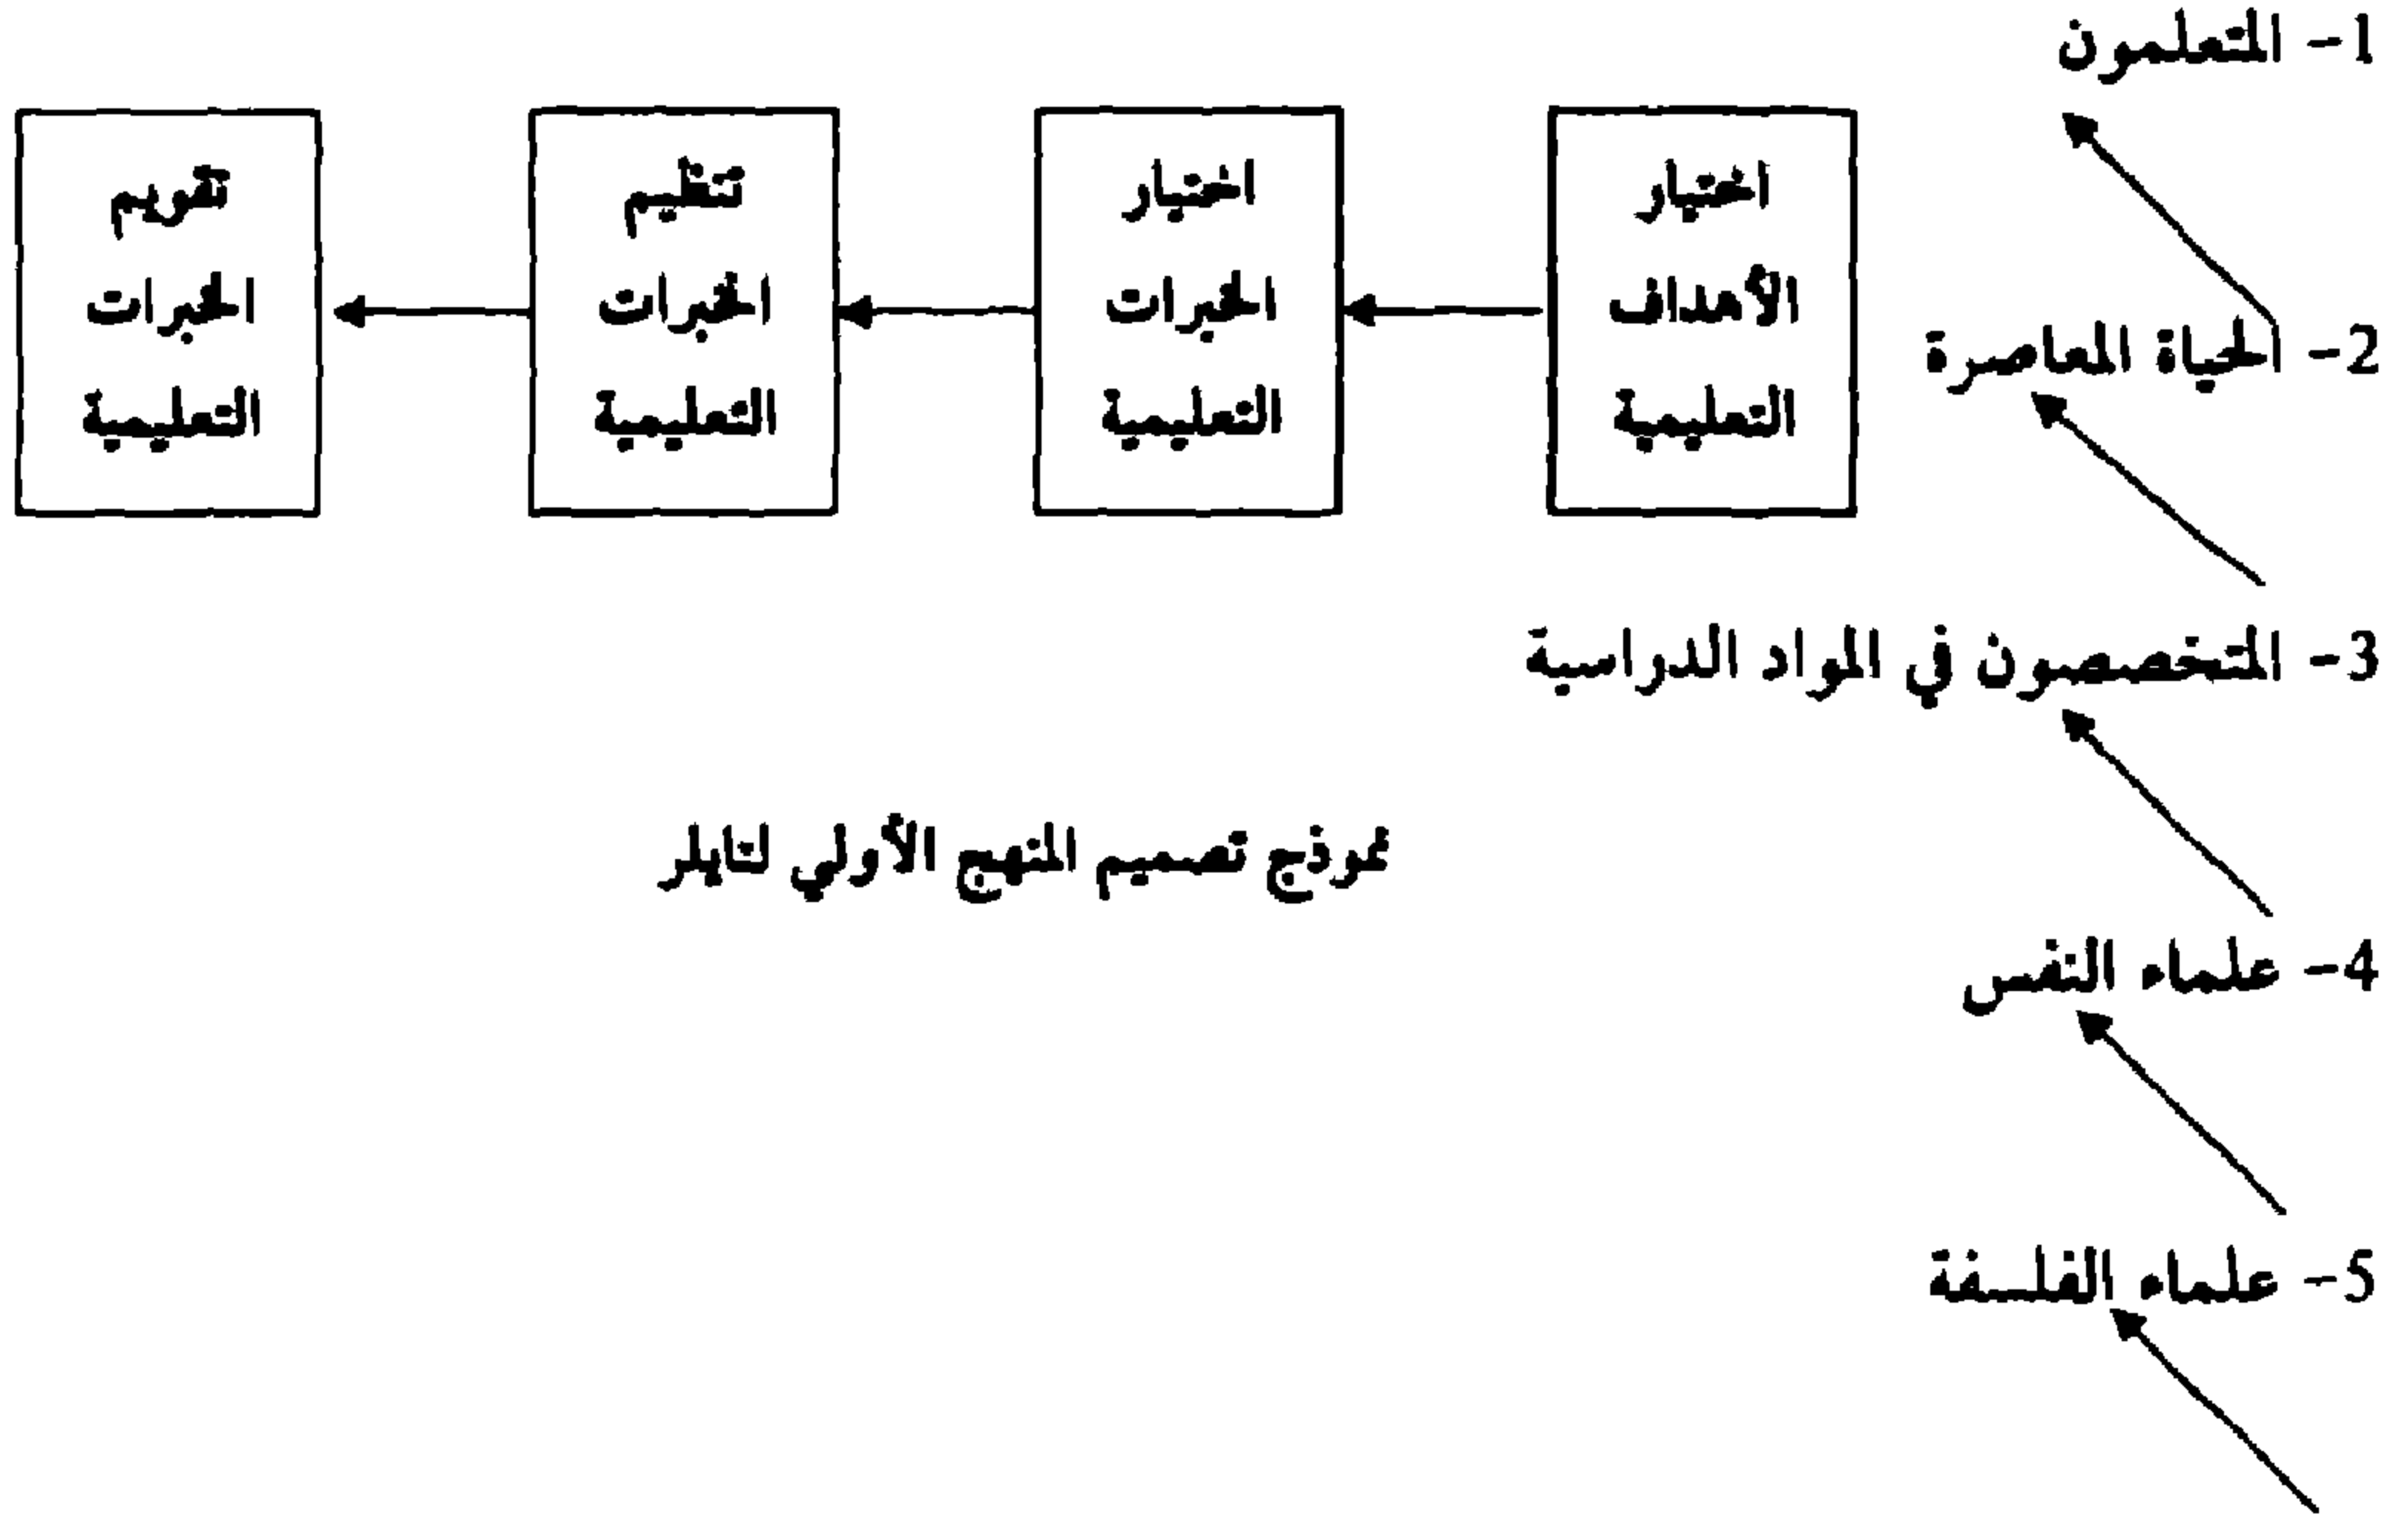 1- المتعلمون
اختيار
الأهداف
التعليمية
اختيار
الخبرات
التعليمية
تنظيم
الخبرات
التعليمية
تقويم
الخبرات
التعليمية
2- الحياة المعاصرة
3- المتخصصون في المواد الدراسية
نموذج تصميم المنهج الأولي لتايلر
4- علماء النفس
5- علماء الفلسفة